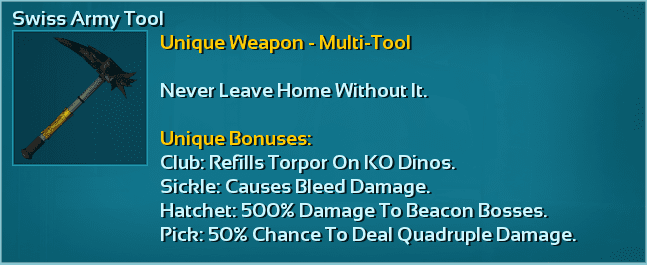 Swiss Army Tool
Unique Weapon - Multi-Tool
Never Leave Home Without It.
Unique Bonuses:
Club: Refills Torpor On KO Dinos.
Sickle: Causes Bleed Damage.
Hatchet: 500% Damage To Beacon Bosses.
Pick: 50% Chance To Deal Quadruple Damage.